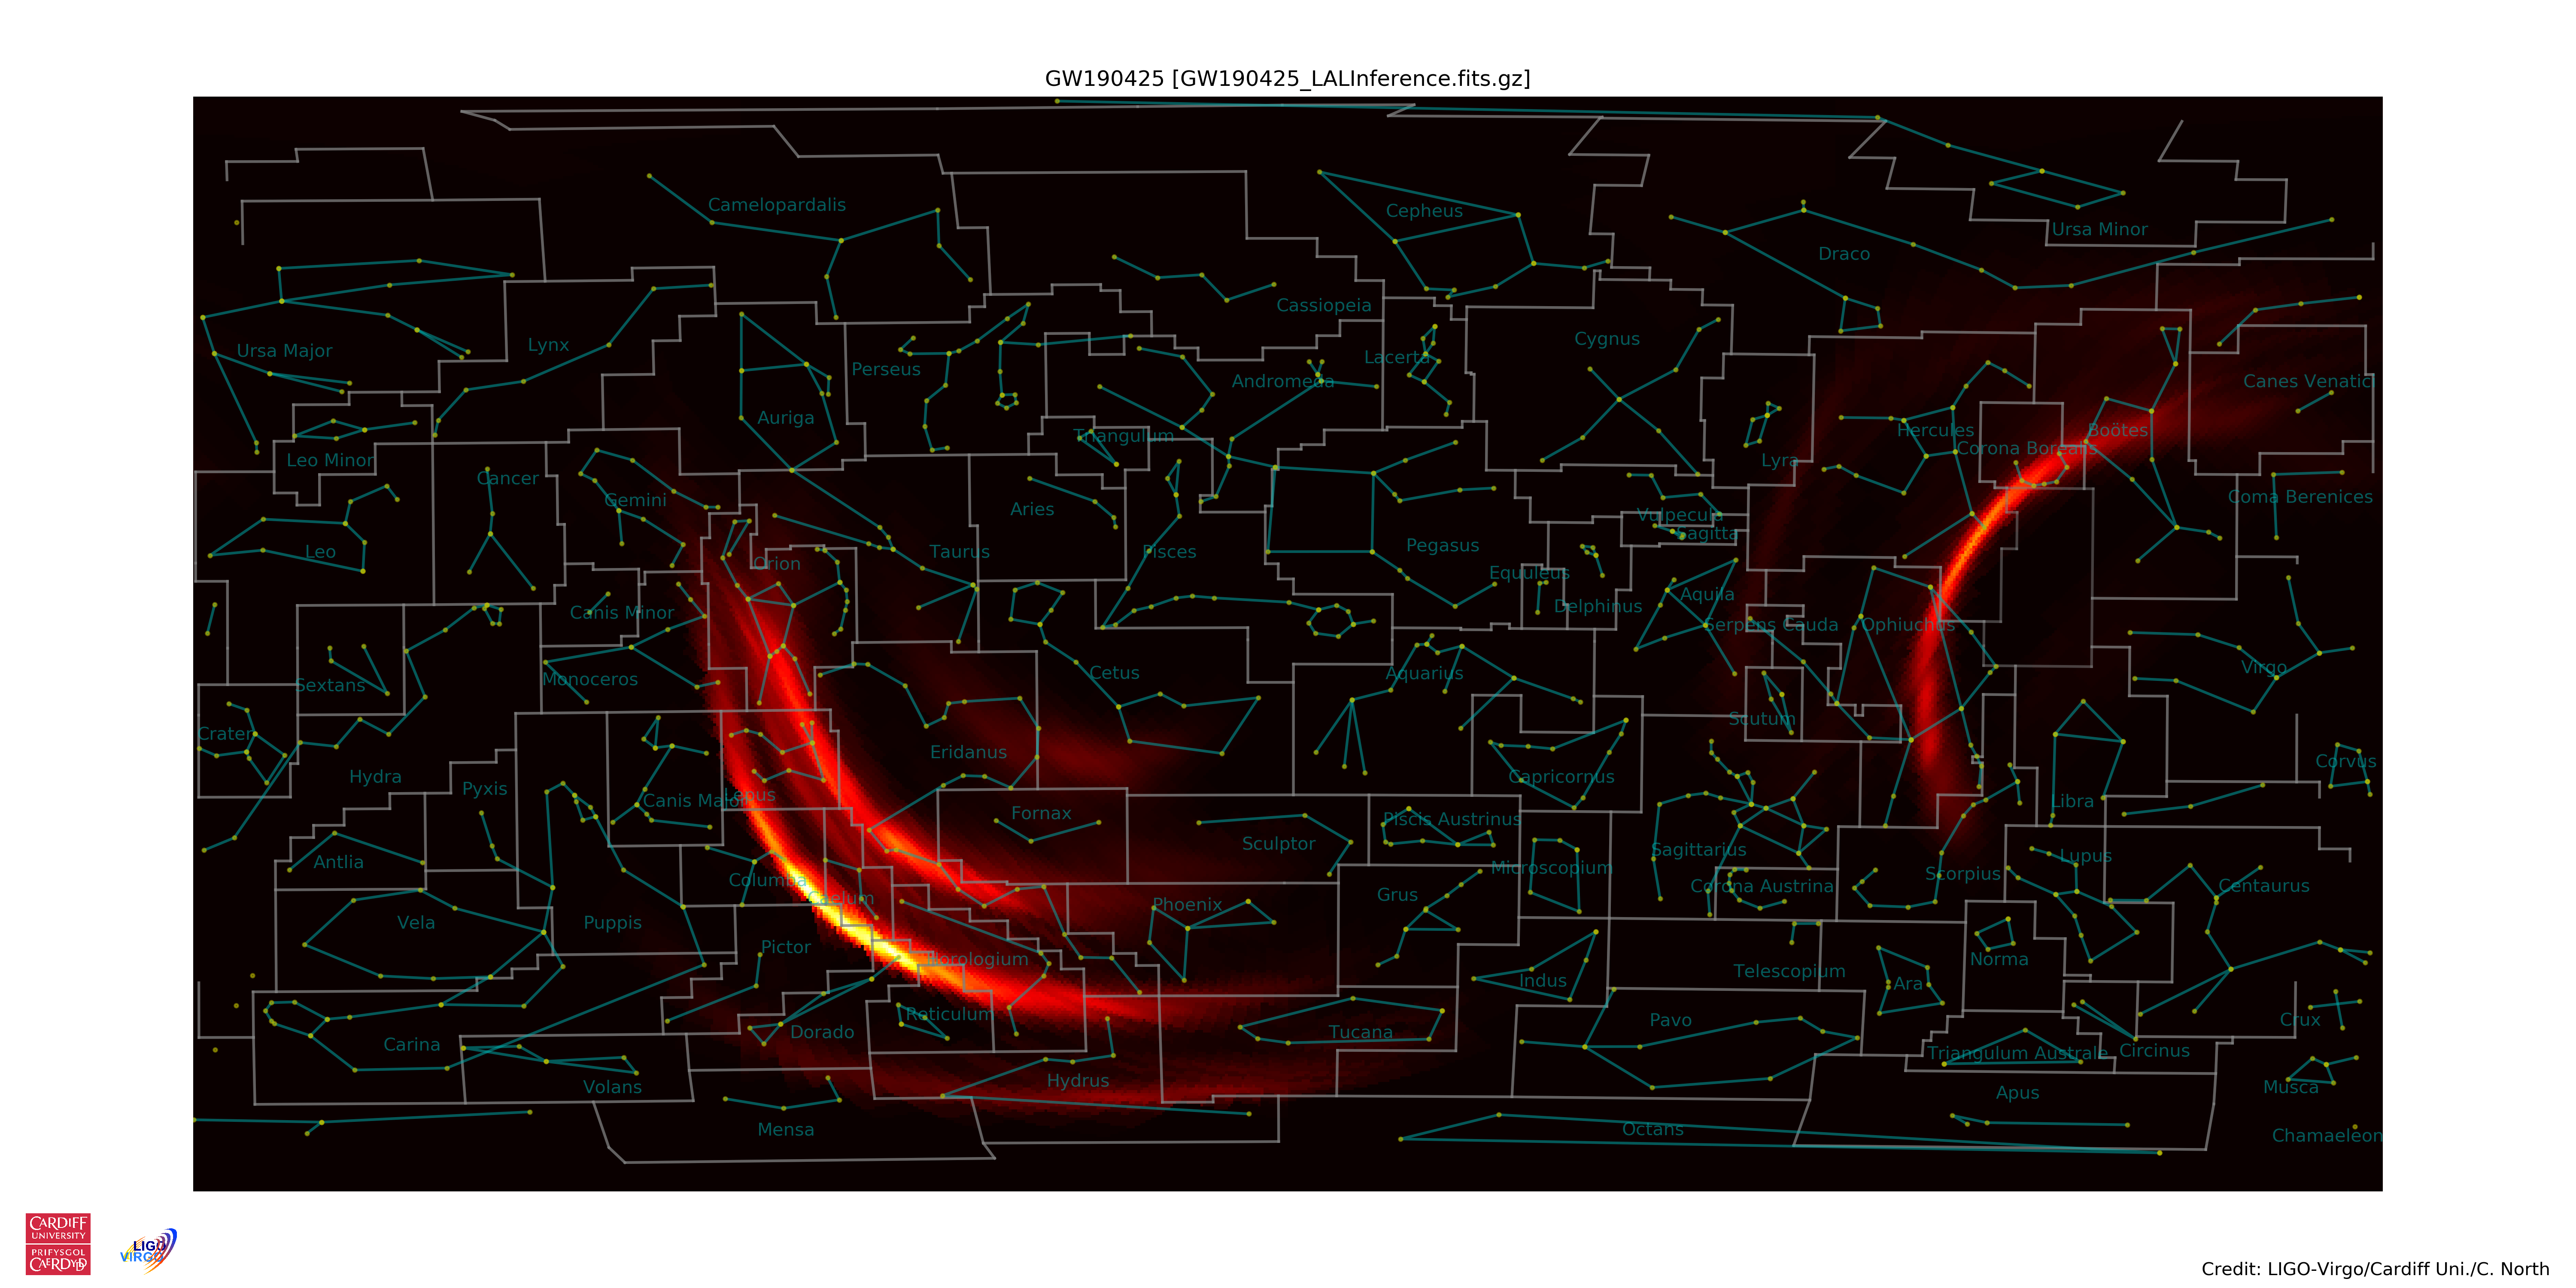 GW190425 [GW190425_LALInference.fits.gz]
Camelopardalis
Cepheus
Ursa Minor
Draco
Cassiopeia
Cygnus
Ursa Major
Lynx
Lacerta
Perseus
Andromeda
Canes Venatici
Auriga
Triangulum
Hercules
Boötes
Corona Borealis
Leo Minor
Lyra
Cancer
Gemini
Coma Berenices
Aries
Vulpecula
Sagitta
Leo
Orion
Taurus
Pisces
Pegasus
Equuleus
Canis Minor
Delphinus
Aquila
Serpens Cauda
Ophiuchus
Sextans
Monoceros
Cetus
Aquarius
Virgo
Crater
Scutum
Eridanus
Hydra
Capricornus
Corvus
Pyxis
Canis Major
Lepus
Fornax
Libra
Piscis Austrinus
Antlia
Sculptor
Sagittarius
Lupus
Microscopium
Columba
Caelum
Grus
Corona Austrina
Scorpius
Centaurus
Vela
Puppis
Phoenix
Pictor
Horologium
Indus
Telescopium
Ara
Norma
Reticulum
Carina
Dorado
Tucana
Pavo
Crux
Triangulum Australe
Circinus
Volans
Hydrus
Apus
Musca
Mensa
Octans
Chamaeleon
CARDIFF
UNIVERSITY
PRIFYSGOL
CAERDYDD
LIGO
VIRGO
Credit: LIGO-Virgo/Cardiff Uni./C. North